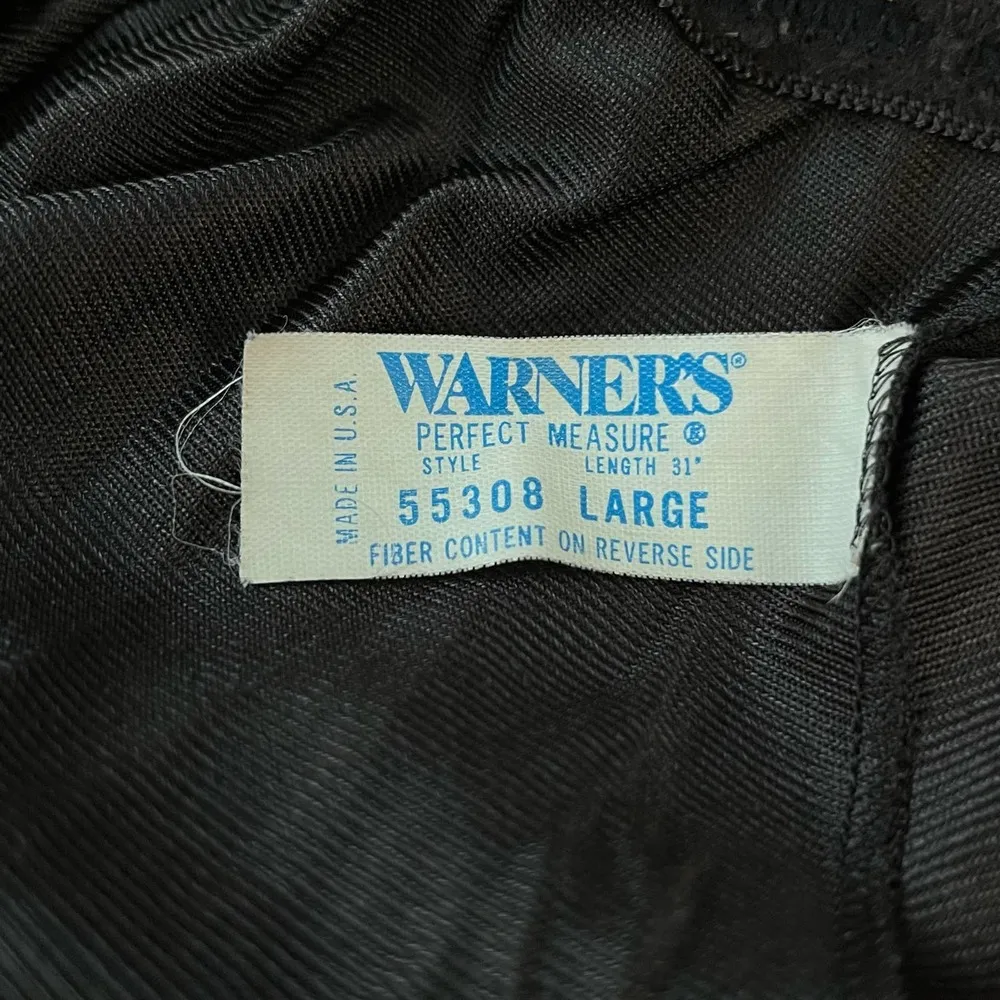 MADE IN U.S.A.
WARNER'S®
PERFECT MEASURE ®
STYLE LENGTH 31"
55308 LARGE
FIBER CONTENT ON REVERSE SIDE